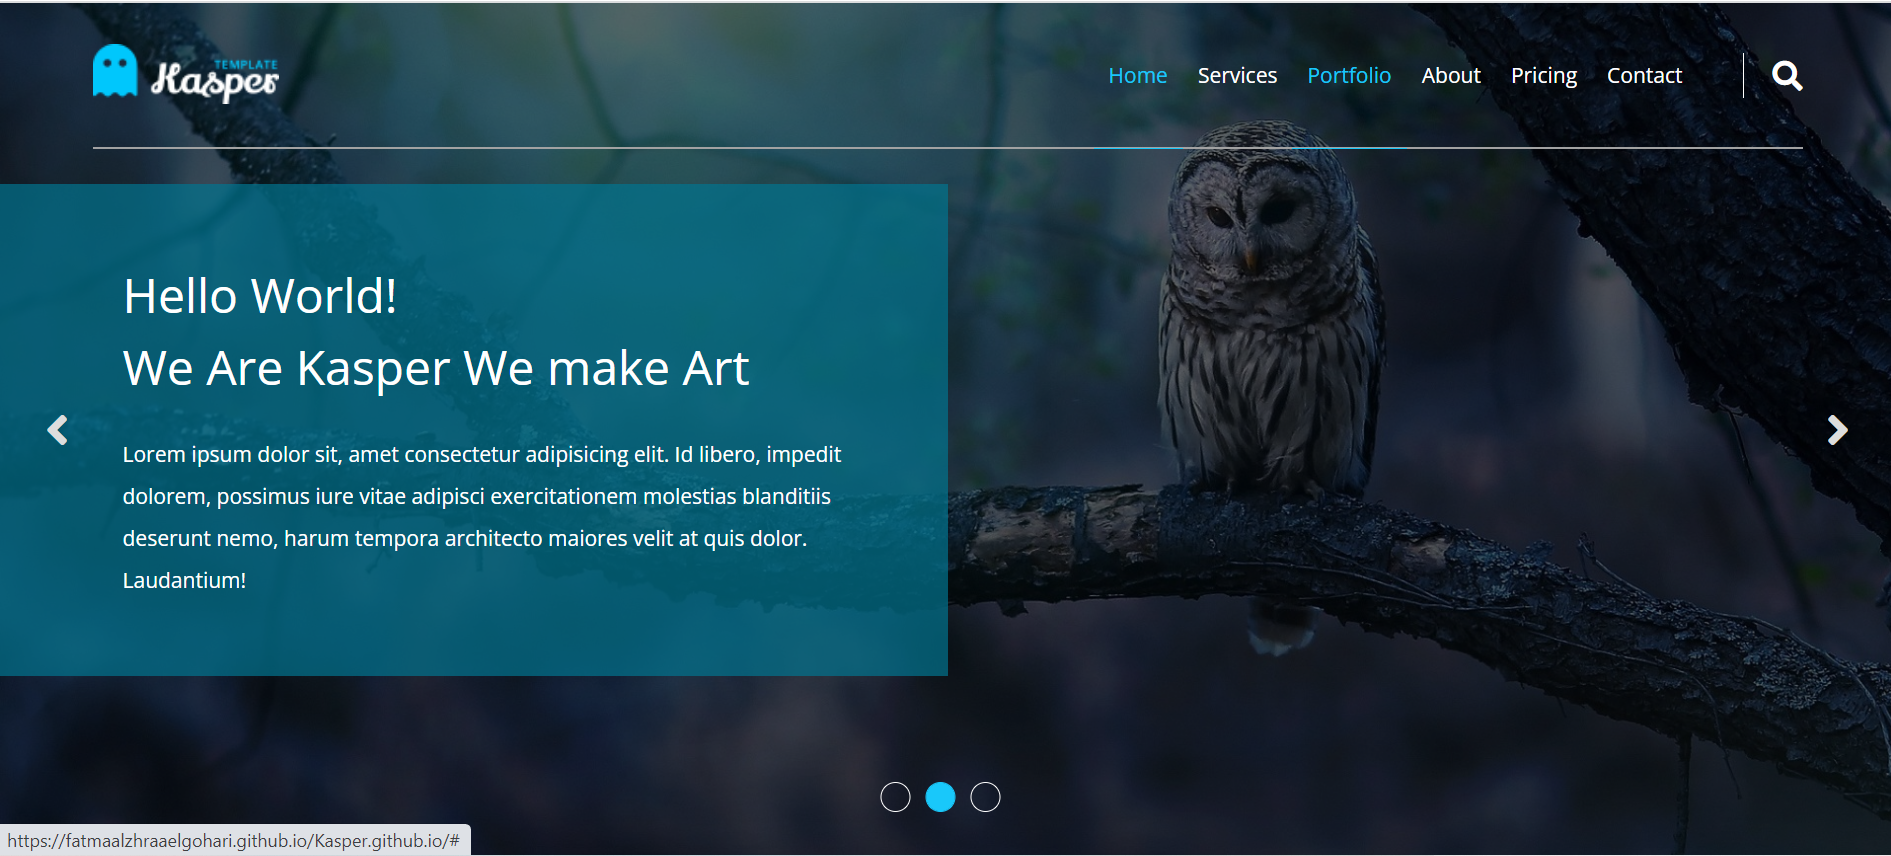 TEMPLATE
Kasper
Home Services Portfolio About Pricing Contact
Hello World!
We Are Kasper We make Art
Lorem ipsum dolor sit, amet consectetur adipisicing elit. Id libero, impedit
dolorem, possimus iure vitae adipisci exercitationem molestias blanditiis
deserunt nemo, harum tempora architecto maiores velit at quis dolor.
Laudantium!
https://fatmaalzhraaelgohari.github.io/Kasper.github.io/#